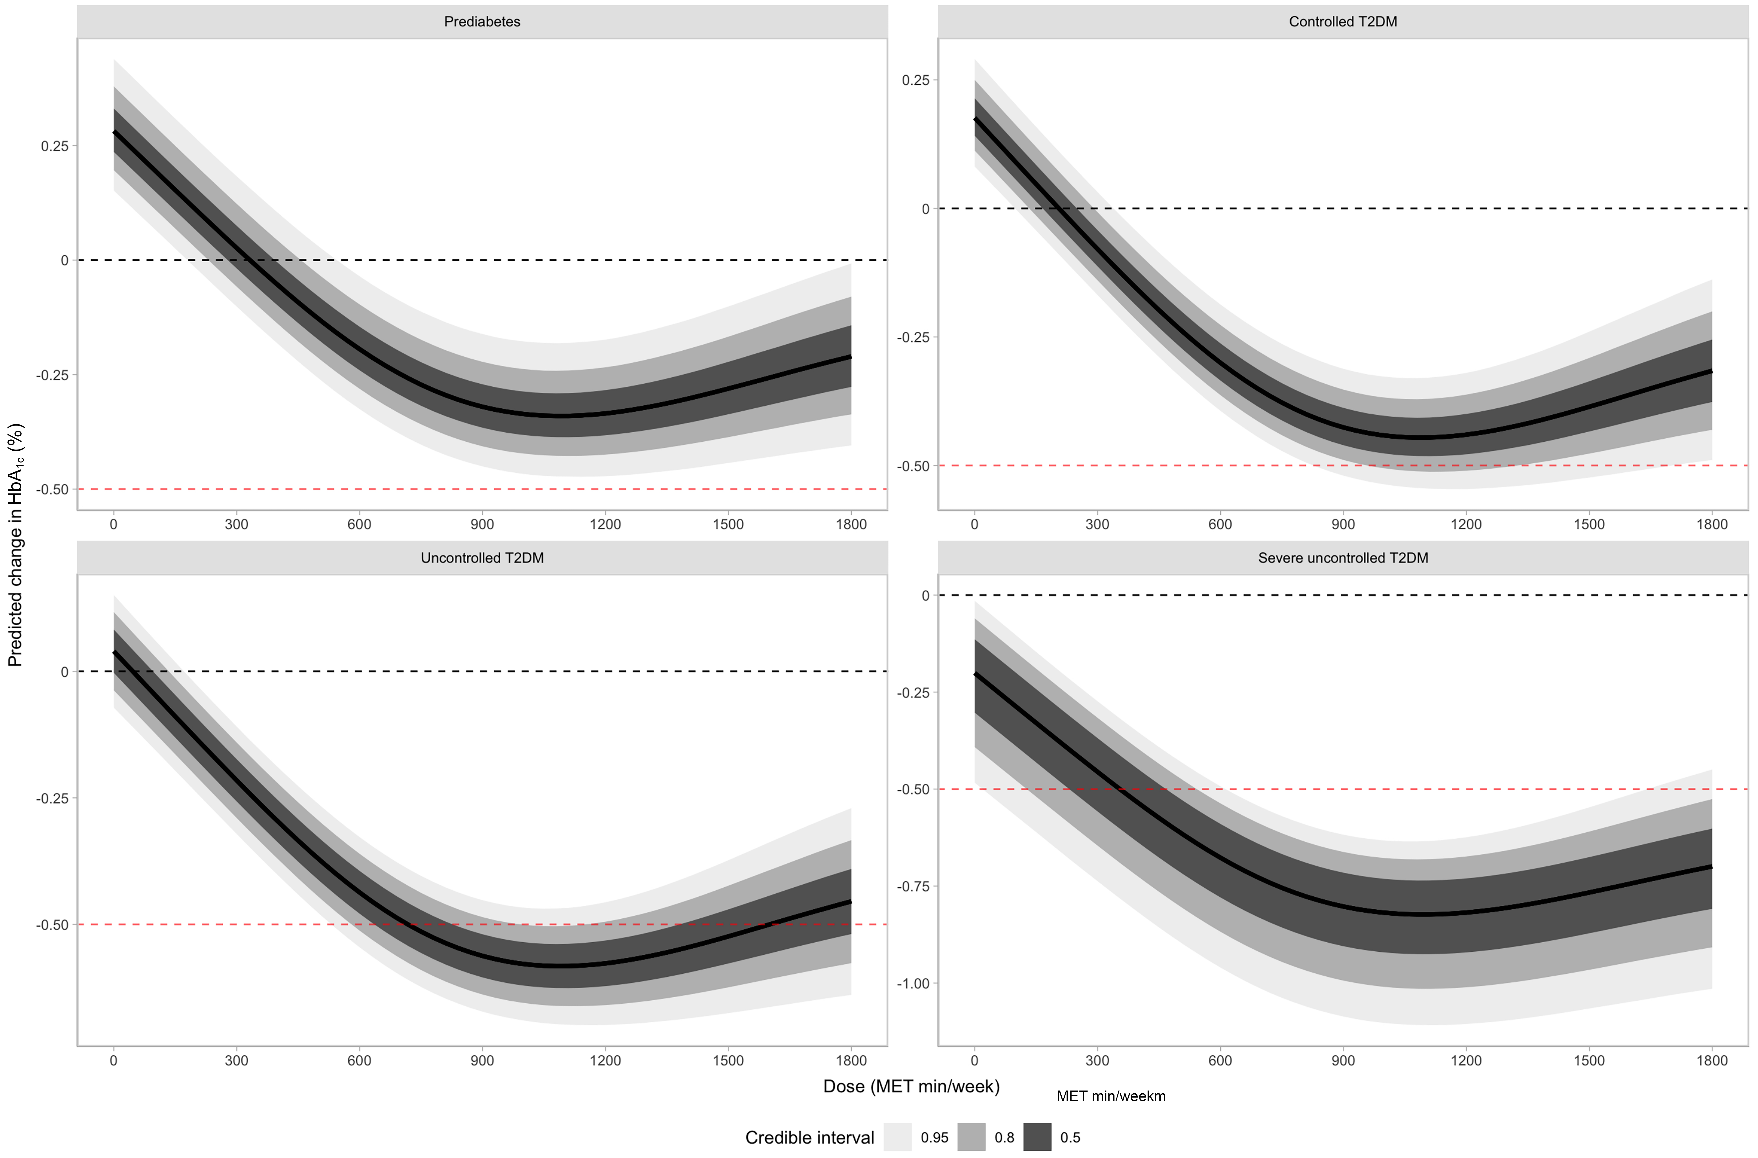 Prediabetes
Controlled T2DM
0.25
0
-0.25
-0.50
0 300 600 900 1200 1500 1800
0.25
0
-0.25
-0.50
0 300 600 900 1200 1500 1800
Uncontrolled T2DM
Severe uncontrolled T2DM
0
-0.25
-0.50
0 300 600 900 1200 1500 1800
0
-0.25
-0.50
-0.75
-1.00
0 300 600 900 1200 1500 1800
Predicted change in HbA1c (%)
Dose (MET min/week)
MET min/weekm
Credible interval 0.95 0.8 0.5